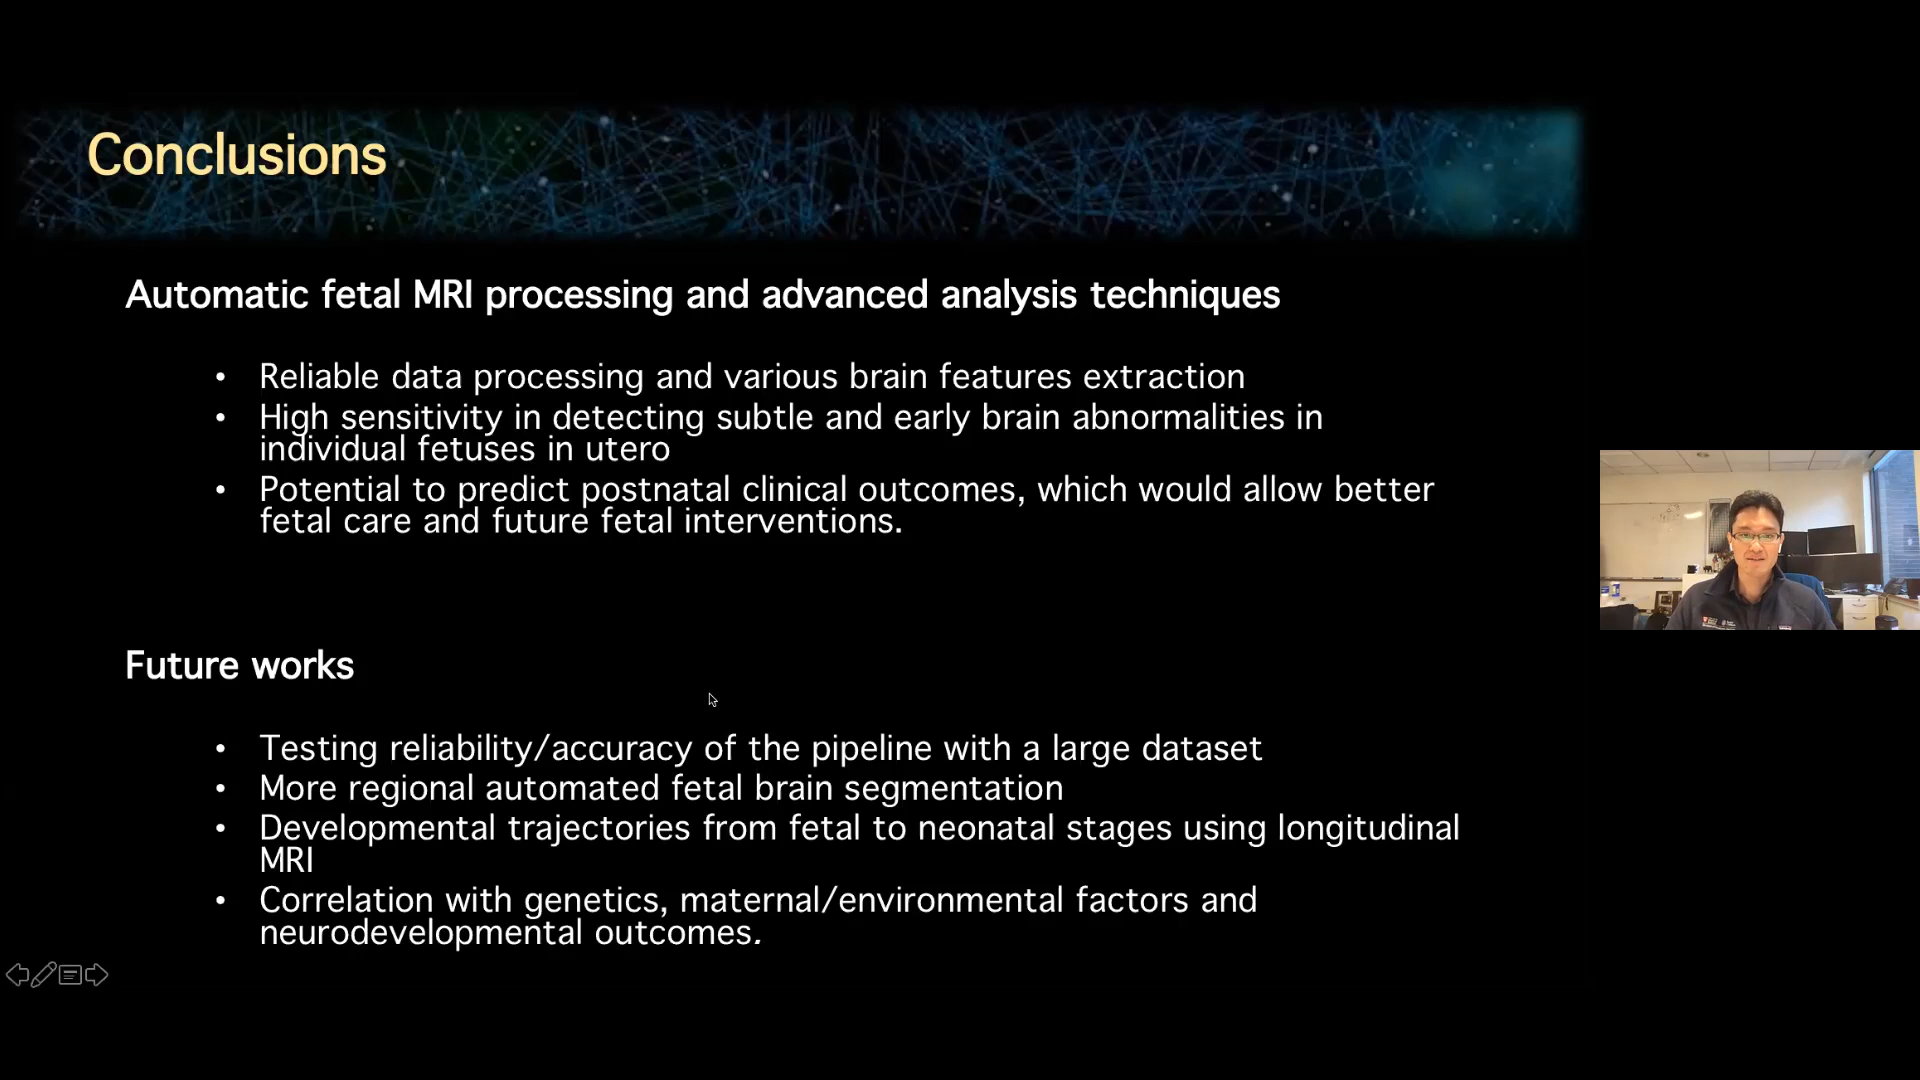 Conclusions
Automatic fetal MRI processing and advanced analysis techniques
• Reliable data processing and various brain features extraction
• High sensitivity in detecting subtle and early brain abnormalities in
individual fetuses in utero
• Potential to predict postnatal clinical outcomes, which would allow better
fetal care and future fetal interventions.
Future works
• Testing reliability/accuracy of the pipeline with a large dataset
• More regional automated fetal brain segmentation
• Developmental trajectories from fetal to neonatal stages using longitudinal
MRI
• Correlation with genetics, maternal/environmental factors and
neurodevelopmental outcomes.